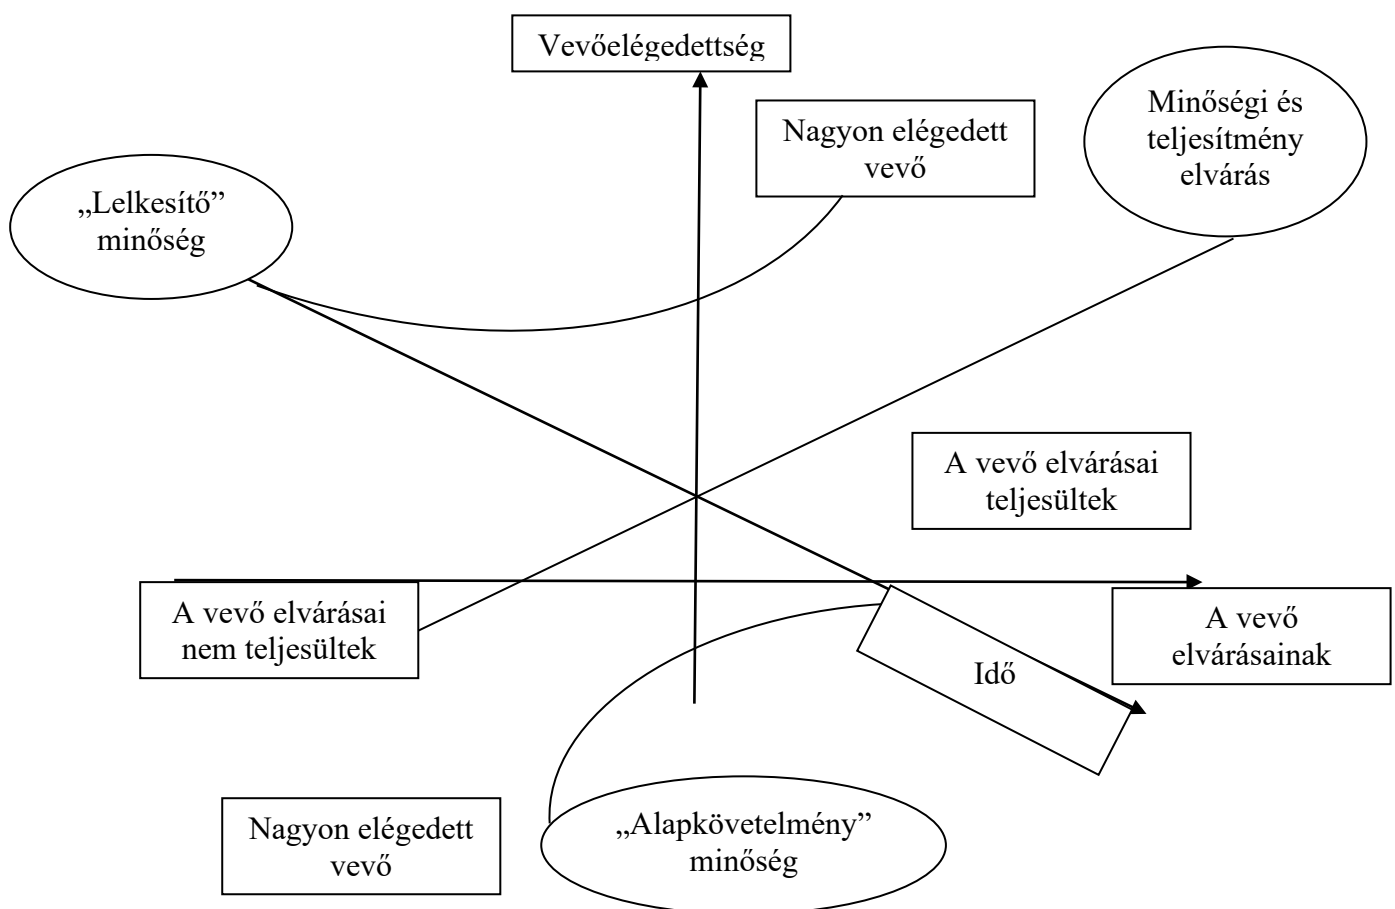 Vevőelégedettség
Nagyon elégedett
vevő
Minőségi és
teljesítmény
elvárás
„Lelkesítő”
minőség
A vevő elvárásai
teljesültek
A vevő elvárásai
nem teljesültek
A vevő
elvárásainak
Idő
Nagyon elégedett
vevő
„Alapkövetelmény”
minőség